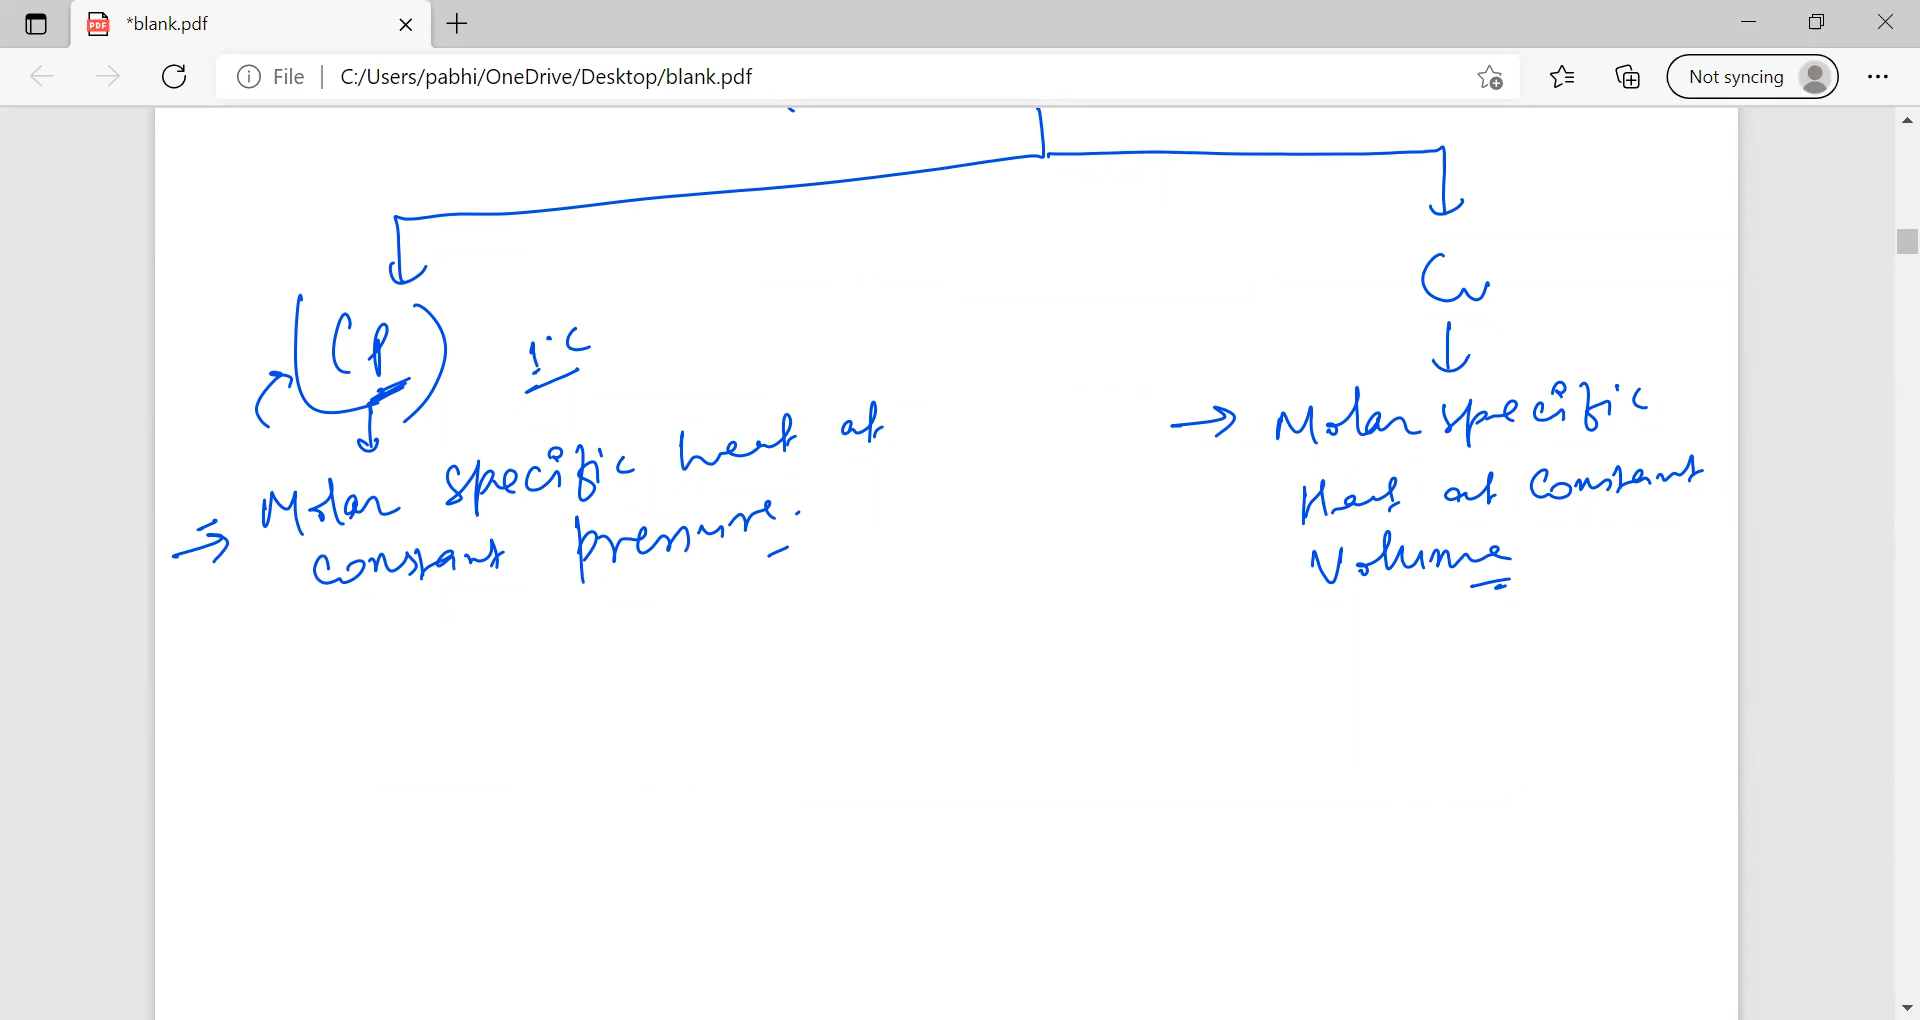 *blank.pdf
File
C:/Users/pabhi/OneDrive/Desktop/blank.pdf
Not syncing
(Cp)
1°C
Molar specific heat at
constant pressure.
Cv
Molar specific
Heat at constant
Volume